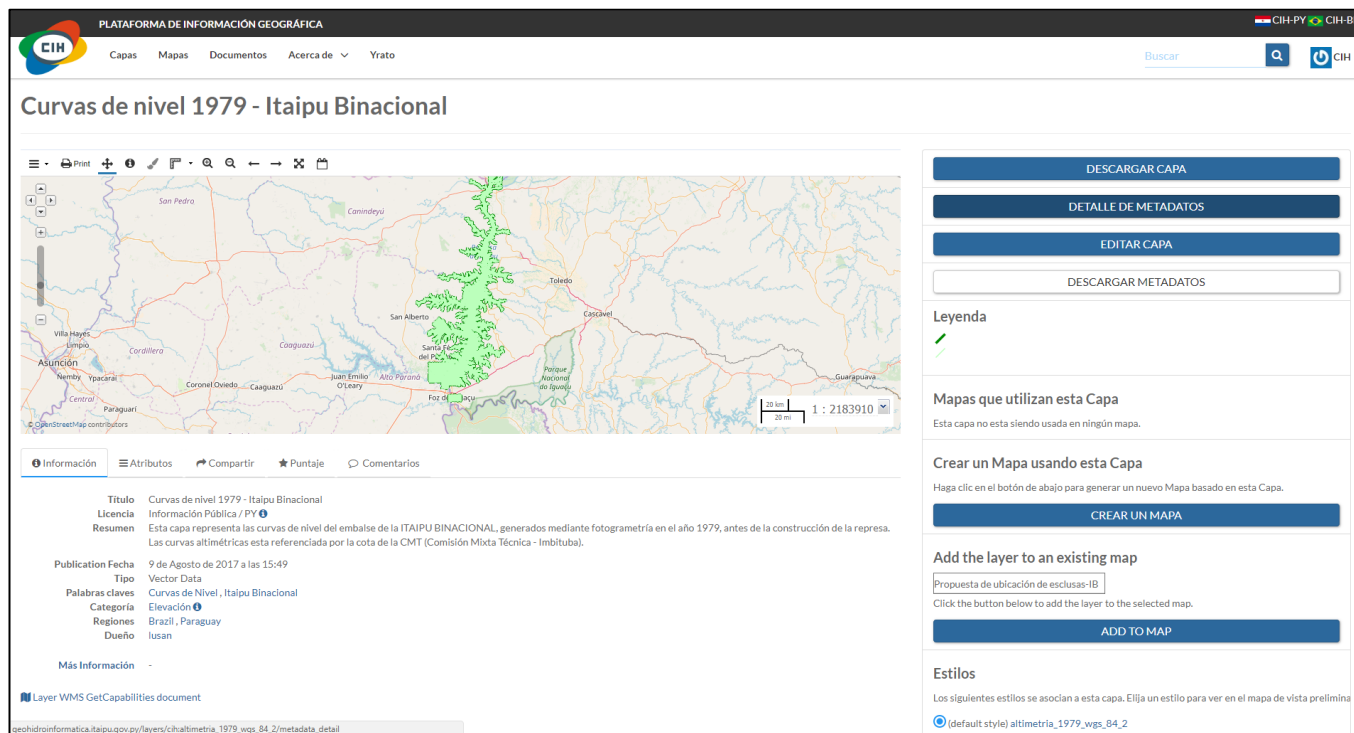 PLATAFORMA DE INFORMACIÓN GEOGRÁFICA
CIH-PY CIH-B
CIH
Capas Mapas Documentos Acerca de Yrato
Buscar
CIH
Curvas de nivel 1979 - Itaipu Binacional
Print
San Pedro
Canindeyú
Toledo
Cascavel
San Alberto
Villa Hayes
Limpio
Cordillera
Caaguazú
Santa Fe
del P
Asunción
Nemby Ypacarai
Coronel Oviedo
Caaguazú
Juan Emilio
O'Leary
Alto Paraná
Parque
Nacional
do Iguaçu
Guarapuava
Central
Paraguarí
Foz do Iguaçu
20 km
20 mi
1 : 2183910
© OpenStreetMap contributors
Información Atributos Compartir Puntaje Comentarios
Título Curvas de nivel 1979 - Itaipu Binacional
Licencia Información Pública / PY
Resumen Esta capa representa las curvas de nivel del embalse de la ITAIPU BINACIONAL, generados mediante fotogrametría en el año 1979, antes de la construcción de la represa.
Las curvas altimétricas esta referenciada por la cota de la CMT (Comisión Mixta Técnica - Imbituba).
Publication Fecha 9 de Agosto de 2017 a las 15:49
Tipo Vector Data
Palabras claves Curvas de Nivel , Itaipu Binacional
Categoría Elevación
Regiones Brazil , Paraguay
Dueño lusan
Más Información -
Layer WMS GetCapabilities document
geohidroinformatica.itaipu.gov.py/layers/cih:altimetria_1979_wgs_84_2/metadata_detail
DESCARGAR CAPA
DETALLE DE METADATOS
EDITAR CAPA
DESCARGAR METADATOS
Leyenda
Mapas que utilizan esta Capa
Esta capa no esta siendo usada en ningún mapa.
Crear un Mapa usando esta Capa
Haga clic en el botón de abajo para generar un nuevo Mapa basado en esta Capa.
CREAR UN MAPA
Add the layer to an existing map
Propuesta de ubicación de esclusas-IB
Click the button below to add the layer to the selected map.
ADD TO MAP
Estilos
Los siguientes estilos se asocian a esta capa. Elija un estilo para ver en el mapa de vista prelimina
(default style) altimetria_1979_wgs_84_2